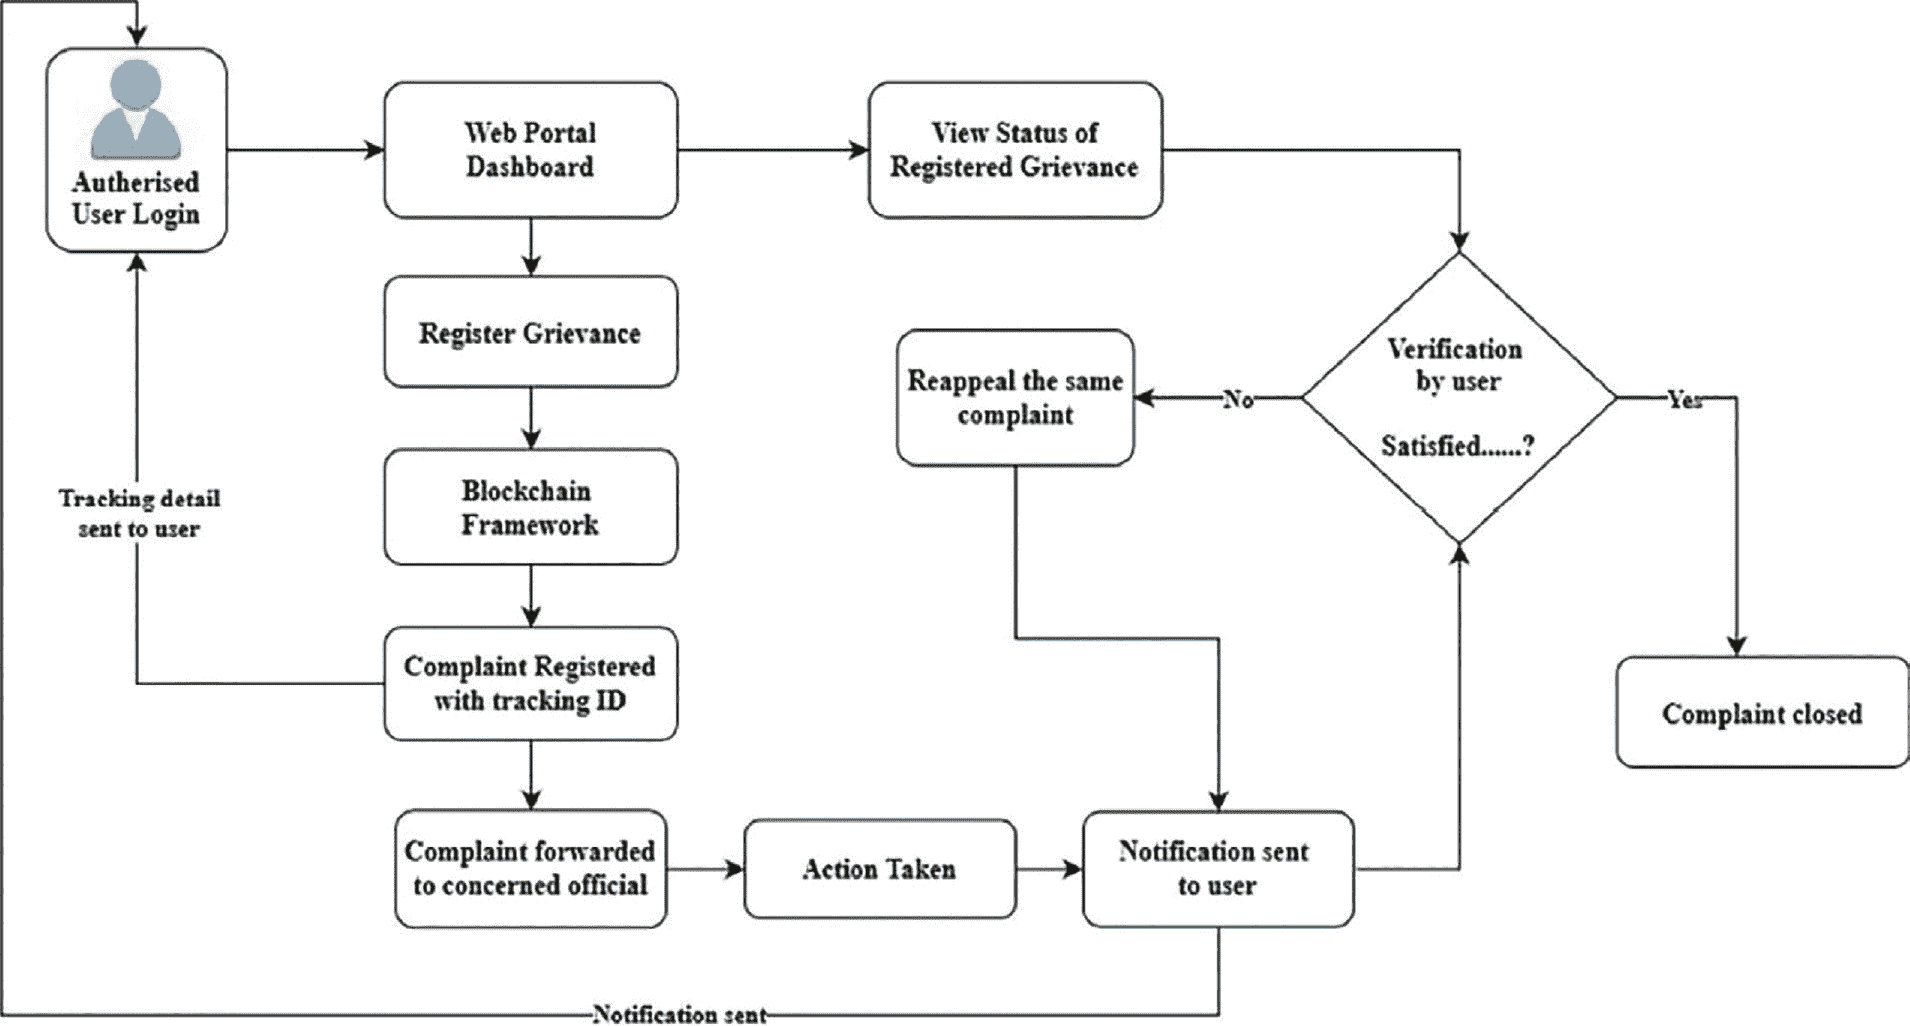 Autherised
User Login
Web Portal
Dashboard
View Status of
Registered Grievance
Register Grievance
Reappeal the same
complaint
No
Verification
by user
Satisfied......?
Yes
Tracking detail
sent to user
Blockchain
Framework
Complaint Registered
with tracking ID
Complaint closed
Complaint forwarded
to concerned official
Action Taken
Notification sent
to user
Notification sent